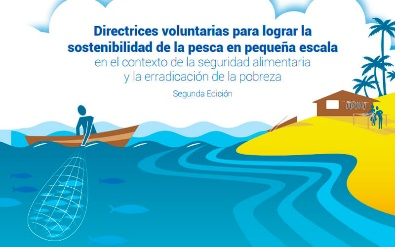 Directrices voluntarias para lograr la
sostenibilidad de la pesca en pequeña escala
en el contexto de la seguridad alimentaria
y la erradicación de la pobreza
Segunda Edición